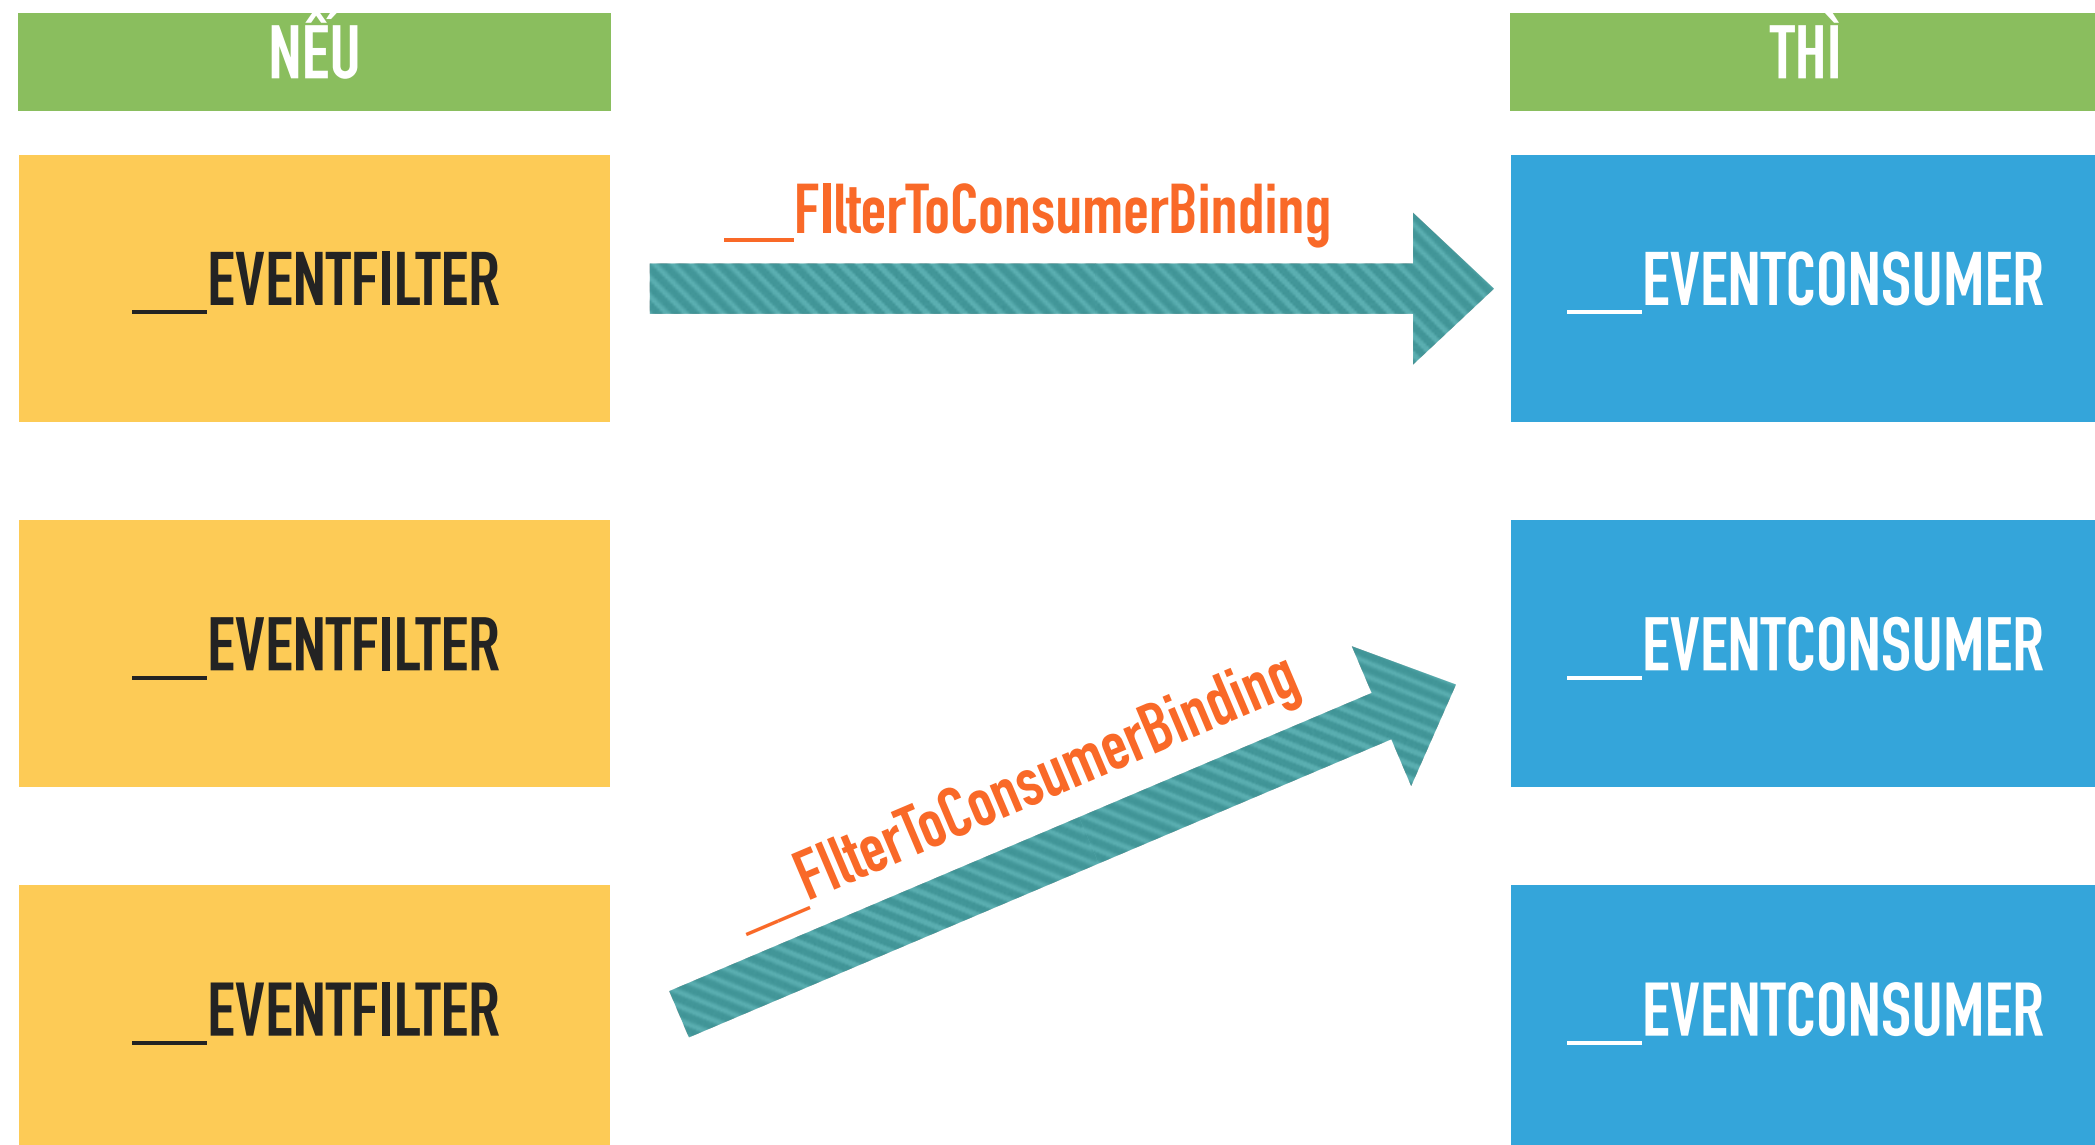 NẾU
THÌ
__FIlterToConsumerBinding
__EVENTFILTER
__EVENTCONSUMER
__EVENTFILTER
__EVENTCONSUMER
__FIlterToConsumerBinding
__EVENTFILTER
__EVENTCONSUMER